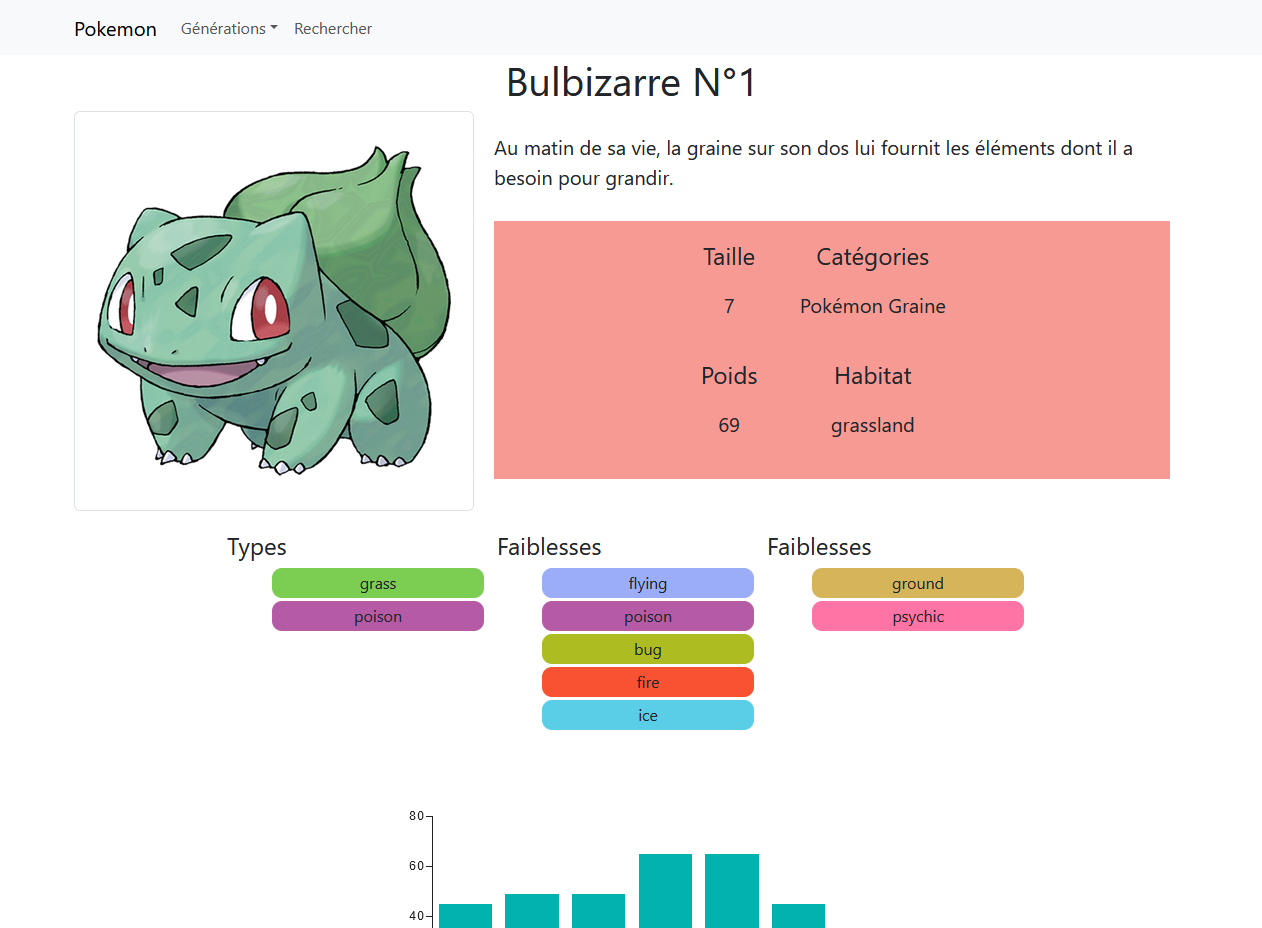 Pokemon Générations Rechercher
Bulbizarre N°1
Au matin de sa vie, la graine sur son dos lui fournit les éléments dont il a
besoin pour grandir.
Taille Catégories
7 Pokémon Graine
Poids Habitat
69 grassland
Types Faiblesses Faiblesses
grass flying ground
poison poison psychic
bug
fire
ice
80
60
40